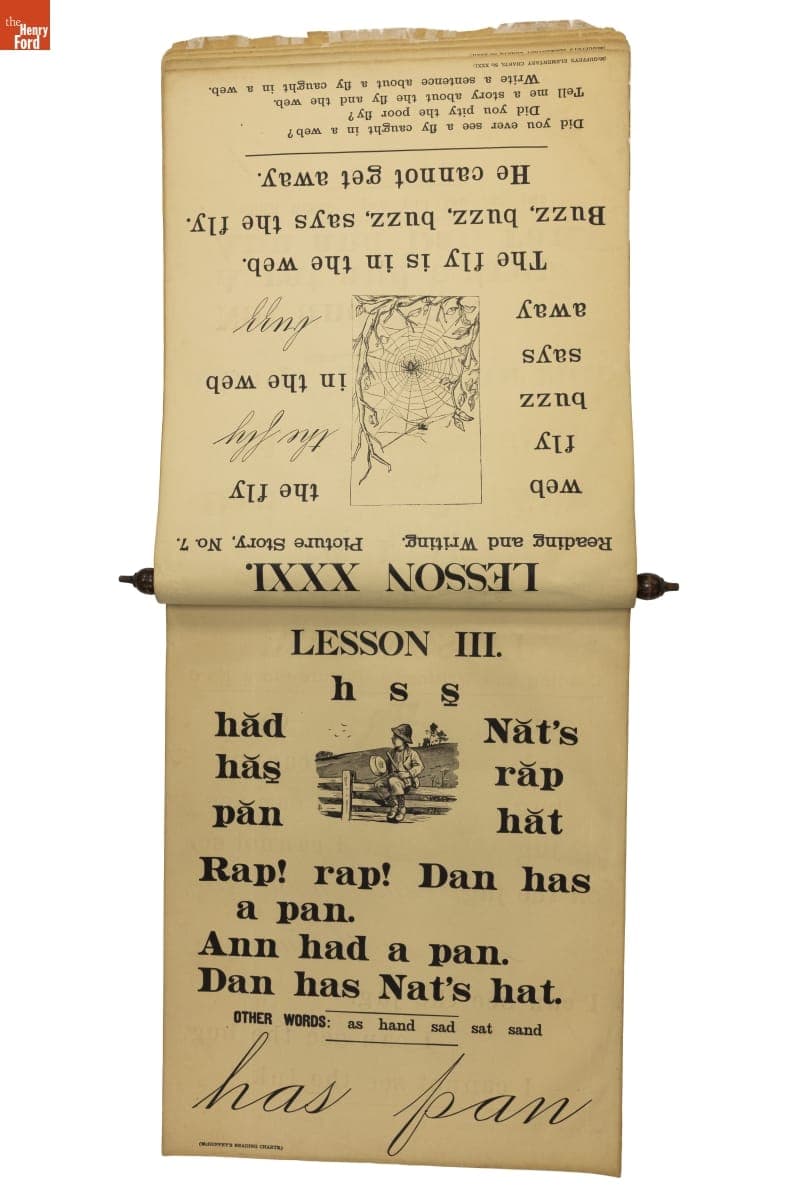 the
Henry
Ford
LESSON XXXI.
Reading and Writing. Picture Story, No. 7.
web
fly
buzz
says
away
the fly
the fly
in the web
buzz
The fly is in the web.
Buzz, buzz, buzz, says the fly.
He cannot get away.
Did you ever see a fly caught in a web?
Did you pity the poor fly?
Tell me a story about the fly and the web.
Write a sentence about a fly caught in a web.
(McGUFFEY'S ELEMENTARY CHARTS, No. XXXI.)
LESSON III.
h s s̱
hăd
hăs̱
păn
Năt's
răp
hăt
Rap! rap! Dan has
a pan.
Ann had a pan.
Dan has Nat's hat.
OTHER WORDS: as hand sad sat sand
has pan
(McGUFFEY'S READING CHARTS)